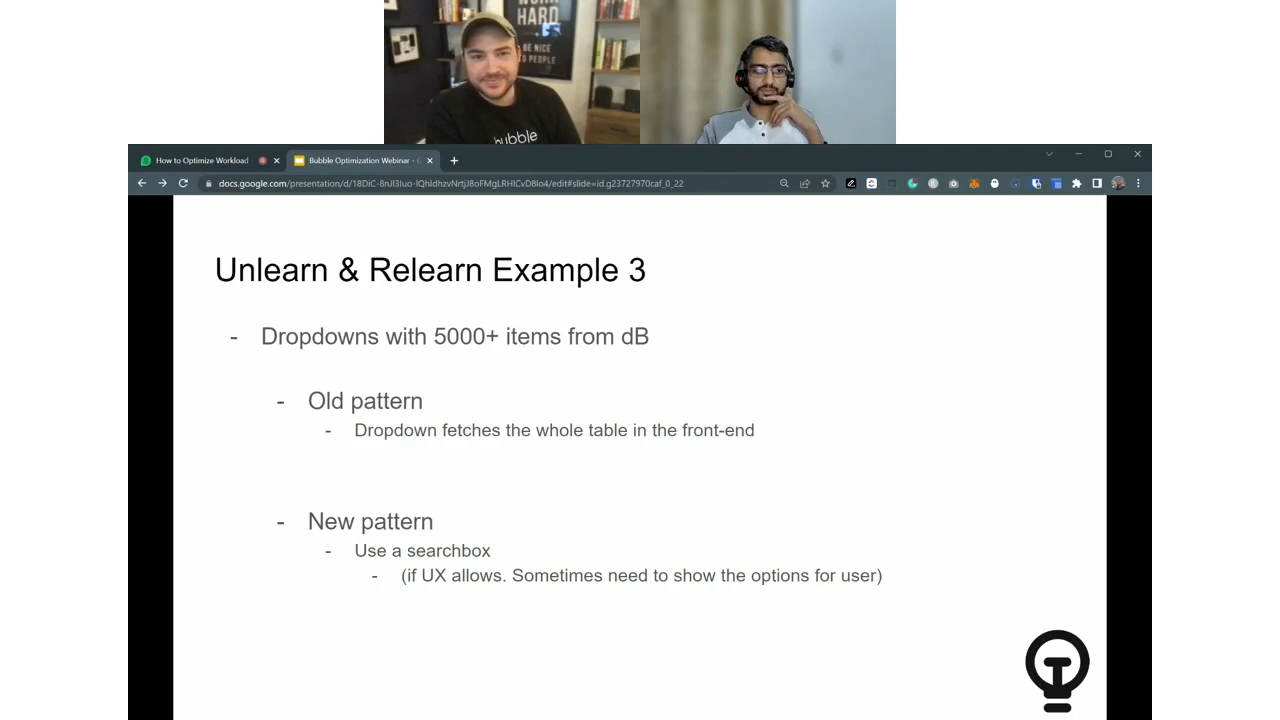 WORK
HARD
BE NICE
TO PEOPLE
bubble
How to Optimize Workload
Bubble Optimization Webinar - G
docs.google.com/presentation/d/18DiC-8nJl3Iuo-IQhIdhzvNrtjJ8oFMgLRHlCvD8Io4/edit#slide=id.g23727970caf_0_22
Unlearn & Relearn Example 3
- Dropdowns with 5000+ items from dB
- Old pattern
- Dropdown fetches the whole table in the front-end
- New pattern
- Use a searchbox
- (if UX allows. Sometimes need to show the options for user)
T